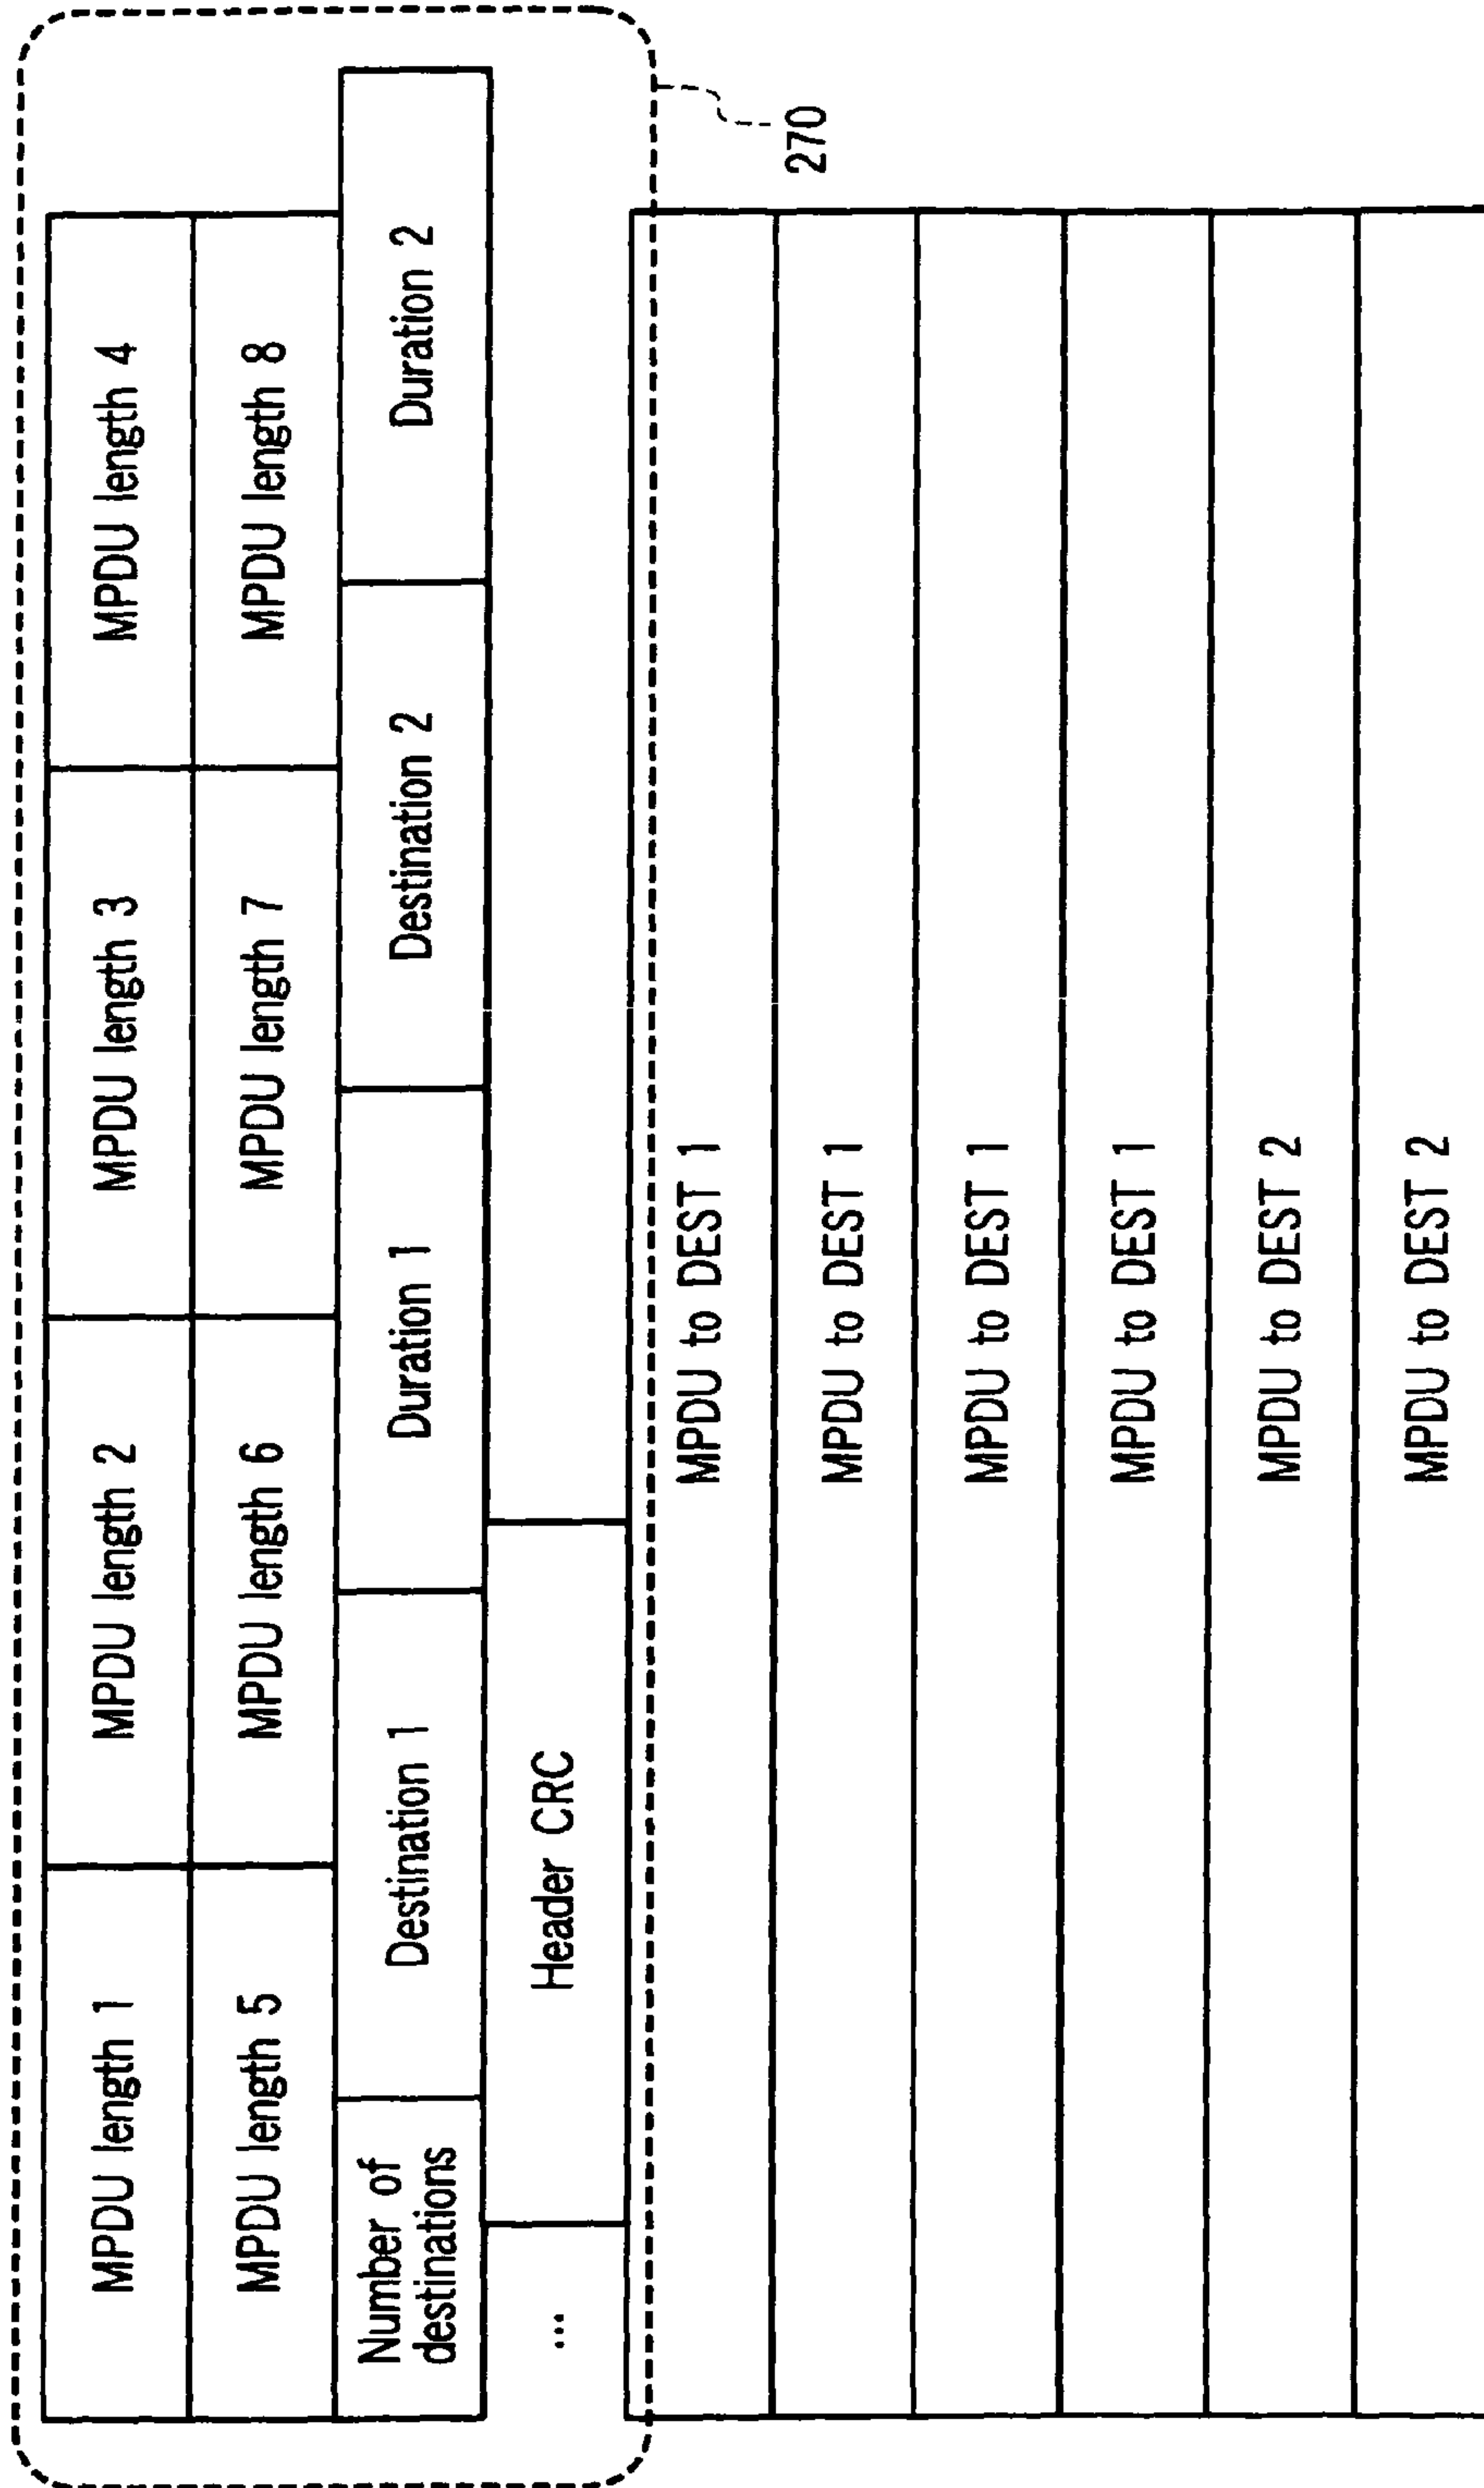 MPDU length 1
MPDU length 2
MPDU length 3
MPDU length 4
MPDU length 5
MPDU length 6
MPDU length 7
MPDU length 8
Number of
destinations
Destination 1
Duration 1
Destination 2
Duration 2
...
Header CRC
270
MPDU to DEST 1
MPDU to DEST 1
MPDU to DEST 1
MPDU to DEST 1
MPDU to DEST 2
MPDU to DEST 2